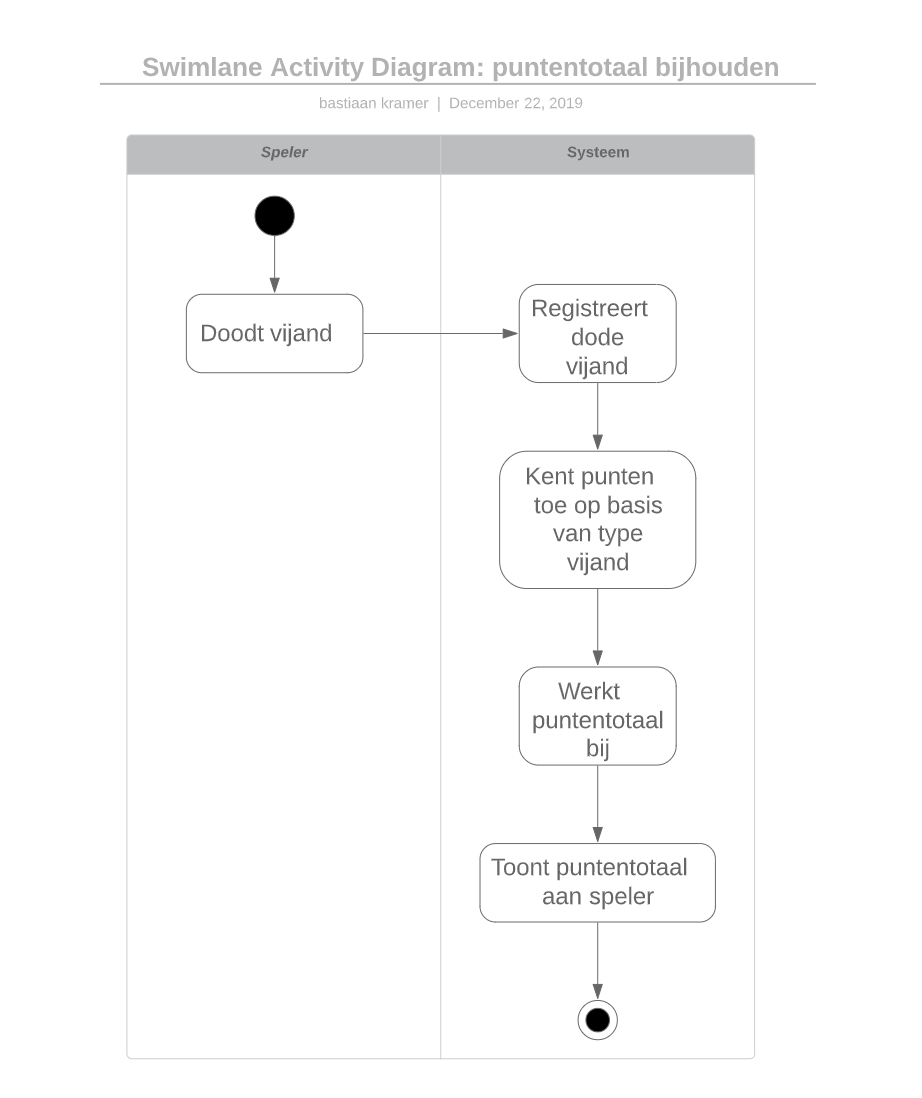 Swimlane Activity Diagram: puntentotaal bijhouden
bastiaan kramer | December 22, 2019
Speler
Systeem
Doodt vijand
Registreert
dode
vijand
Kent punten
toe op basis
van type
vijand
Werkt
puntentotaal
bij
Toont puntentotaal
aan speler